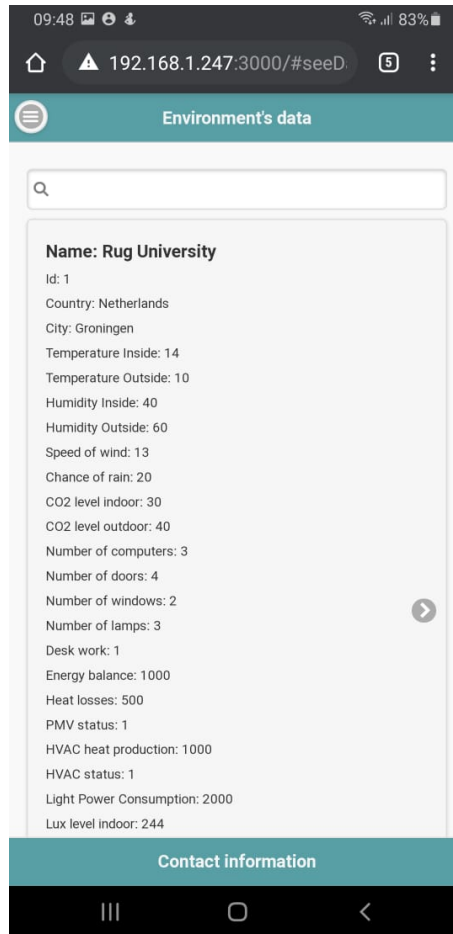 09:48 83%
192.168.1.247:3000/#seeDa 5
Environment's data
Name: Rug University
Id: 1
Country: Netherlands
City: Groningen
Temperature Inside: 14
Temperature Outside: 10
Humidity Inside: 40
Humidity Outside: 60
Speed of wind: 13
Chance of rain: 20
CO2 level indoor: 30
CO2 level outdoor: 40
Number of computers: 3
Number of doors: 4
Number of windows: 2
Number of lamps: 3
Desk work: 1
Energy balance: 1000
Heat losses: 500
PMV status: 1
HVAC heat production: 1000
HVAC status: 1
Light Power Consumption: 2000
Lux level indoor: 244
Contact information